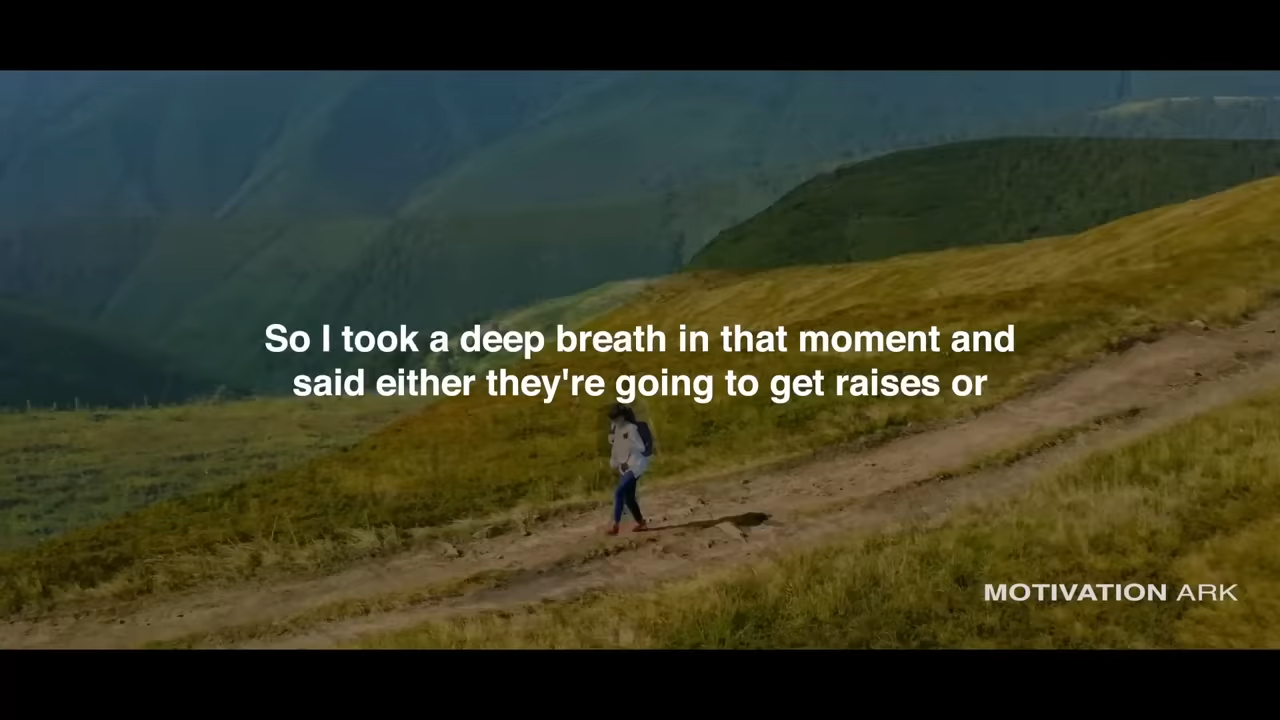 So I took a deep breath in that moment and
said either they're going to get raises or
MOTIVATION ARK